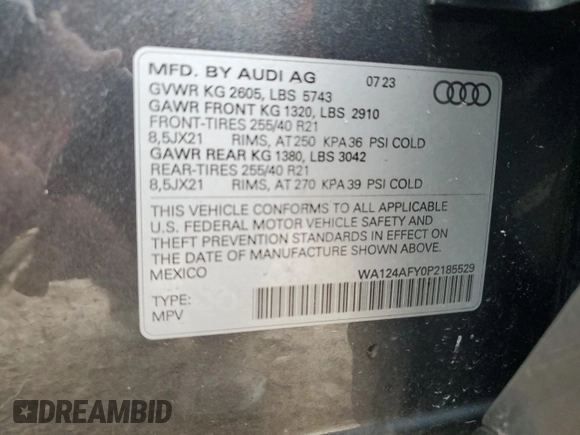 MFD. BY AUDI AG 07 23
GVWR KG 2605, LBS 5743
GAWR FRONT KG 1320, LBS 2910
FRONT-TIRES 255/40 R21
8,5JX21 RIMS, AT 250 KPA 36 PSI COLD
GAWR REAR KG 1380, LBS 3042
REAR-TIRES 255/40 R21
8,5JX21 RIMS, AT 270 KPA 39 PSI COLD
THIS VEHICLE CONFORMS TO ALL APPLICABLE
U.S. FEDERAL MOTOR VEHICLE SAFETY AND
THEFT PREVENTION STANDARDS IN EFFECT ON
THE DATE OF MANUFACTURE SHOWN ABOVE.
MEXICO WA124AFY0P2185529
TYPE:
MPV
DREAMBID